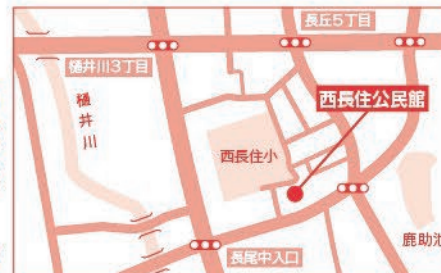 長丘5丁目
樋井川3丁目
西長住公民館
樋井川
西長住小
鹿助池
長尾中入口